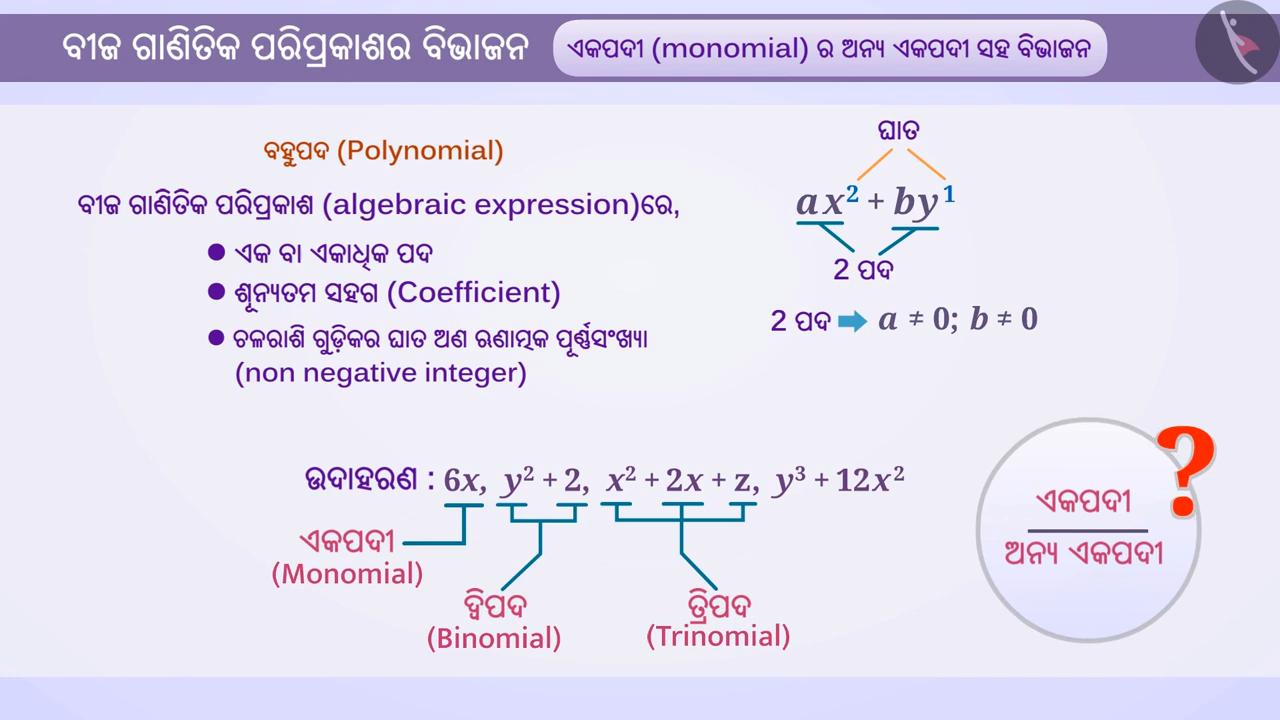 ବୀଜ ଗାଣିତିକ ପରିପ୍ରକାଶର ବିଭାଜନ
ଏକପଦୀ (monomial) ର ଅନ୍ୟ ଏକପଦୀ ସହ ବିଭାଜନ
ବହୁପଦ (Polynomial)
ବୀଜ ଗାଣିତିକ ପରିପ୍ରକାଶ (algebraic expression)ରେ,
● ଏକ ବା ଏକାଧିକ ପଦ
● ଶୂନ୍ୟତମ ସହଗ (Coefficient)
● ଚଳରାଶି ଗୁଡ଼ିକର ଘାତ ଅଣ ଋଣାତ୍ମକ ପୂର୍ଣ୍ଣସଂଖ୍ୟା
(non negative integer)
ଘାତ
ax² + by¹
2 ପଦ
2 ପଦ ➡ a ≠ 0; b ≠ 0
ଉଦାହରଣ : 6x, y² + 2, x² + 2x + z, y³ + 12x²
ଏକପଦୀ
(Monomial)
ଦ୍ୱିପଦ
(Binomial)
ତ୍ରିପଦ
(Trinomial)
?
ଏକପଦୀ
ଅନ୍ୟ ଏକପଦୀ